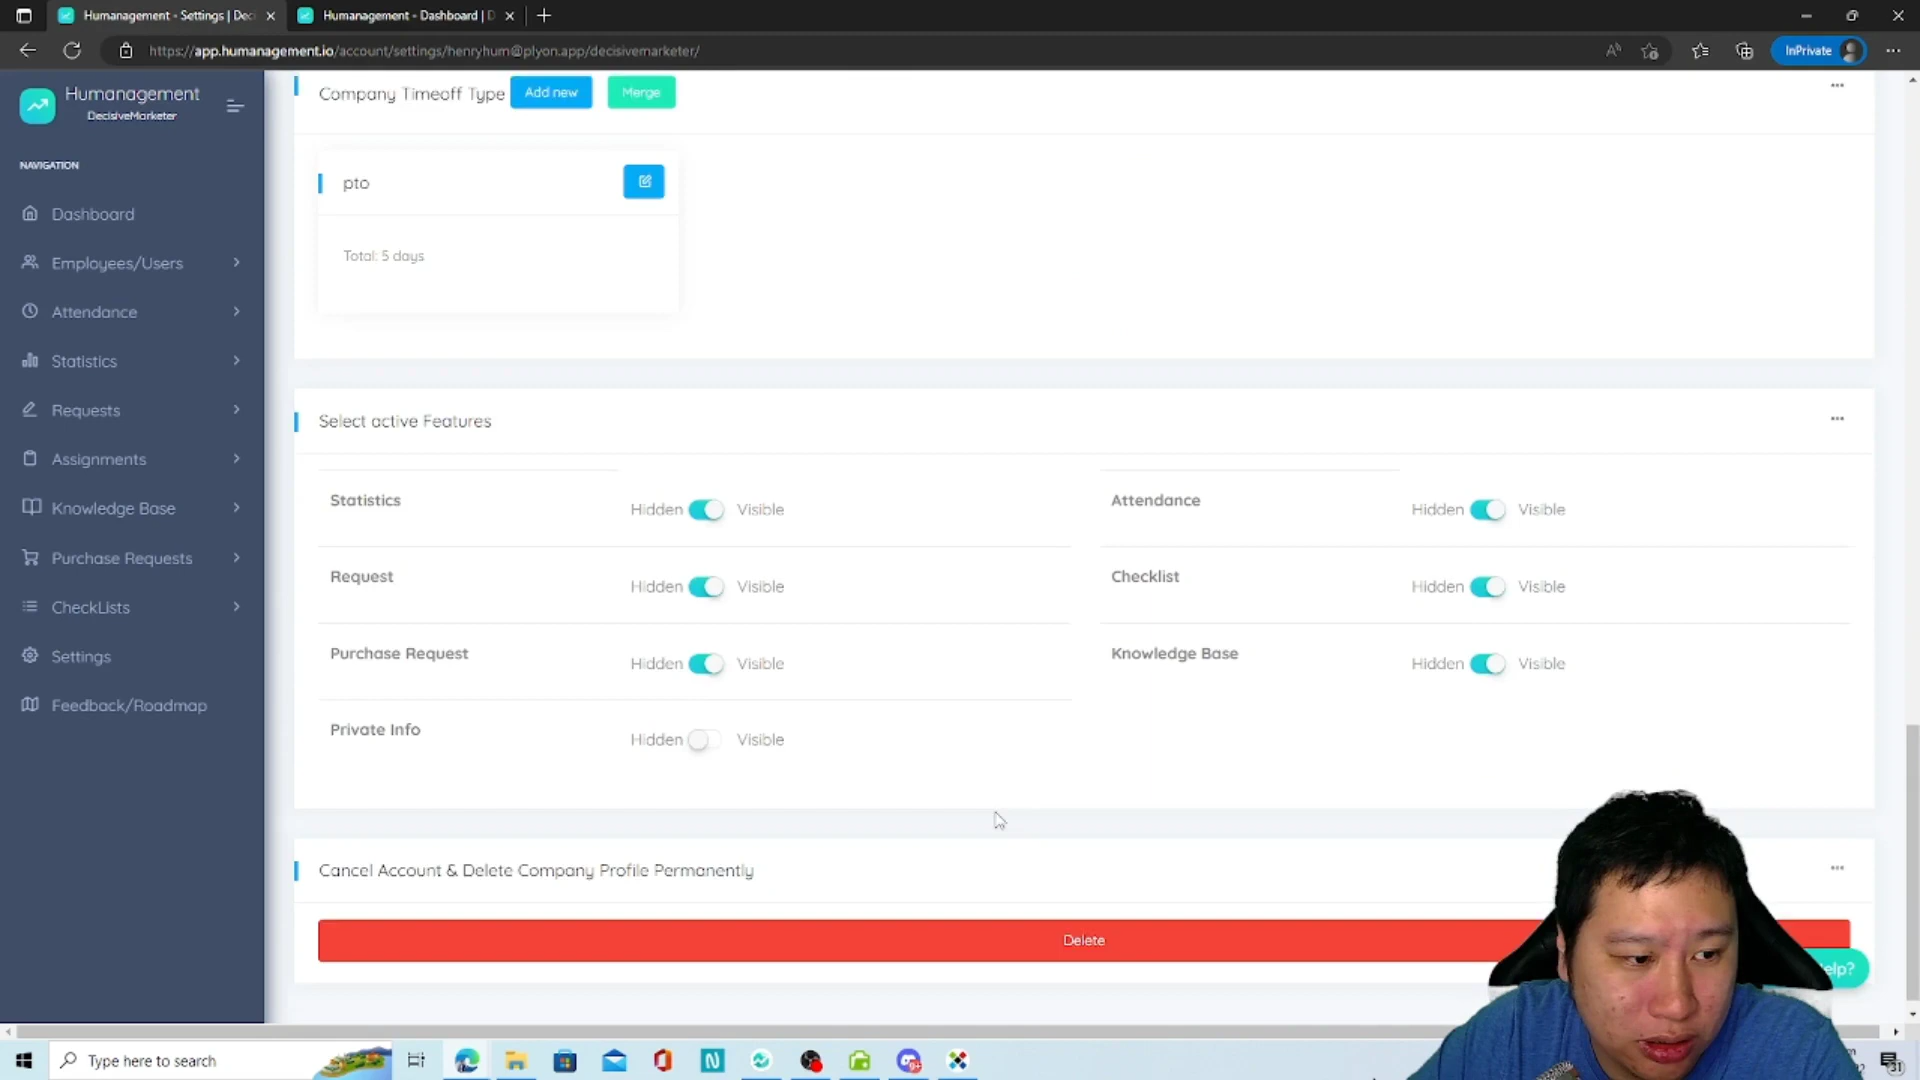 Humanagement - Settings | Dec
Humanagement - Dashboard | D
https://app.humanagement.io/account/settings/henryhum@plyon.app/decisivemarketer/
InPrivate
Humanagement
DecisiveMarketer
NAVIGATION
Dashboard
Employees/Users
Attendance
Statistics
Requests
Assignments
Knowledge Base
Purchase Requests
CheckLists
Settings
Feedback/Roadmap
Company Timeoff Type
Add new
Merge
pto
Total: 5 days
Select active Features
Statistics
Hidden
Visible
Attendance
Hidden
Visible
Request
Hidden
Visible
Checklist
Hidden
Visible
Purchase Request
Hidden
Visible
Knowledge Base
Hidden
Visible
Private Info
Hidden
Visible
Cancel Account & Delete Company Profile Permanently
Delete
elp?
Type here to search